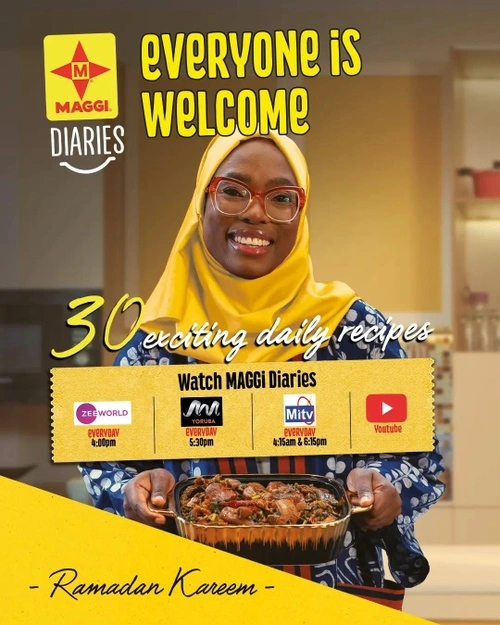 everyone is
welcome
M
MAGGI
DIARIES
30 exciting daily recipes
Watch MAGGi Diaries
ZEEWORLD
EVERYDAY
4:00pm
YORUBA
EVERYDAY
5:30pm
Mitv
EVERYDAY
4:15am & 6:15pm
Youtube
- Ramadan Kareem -